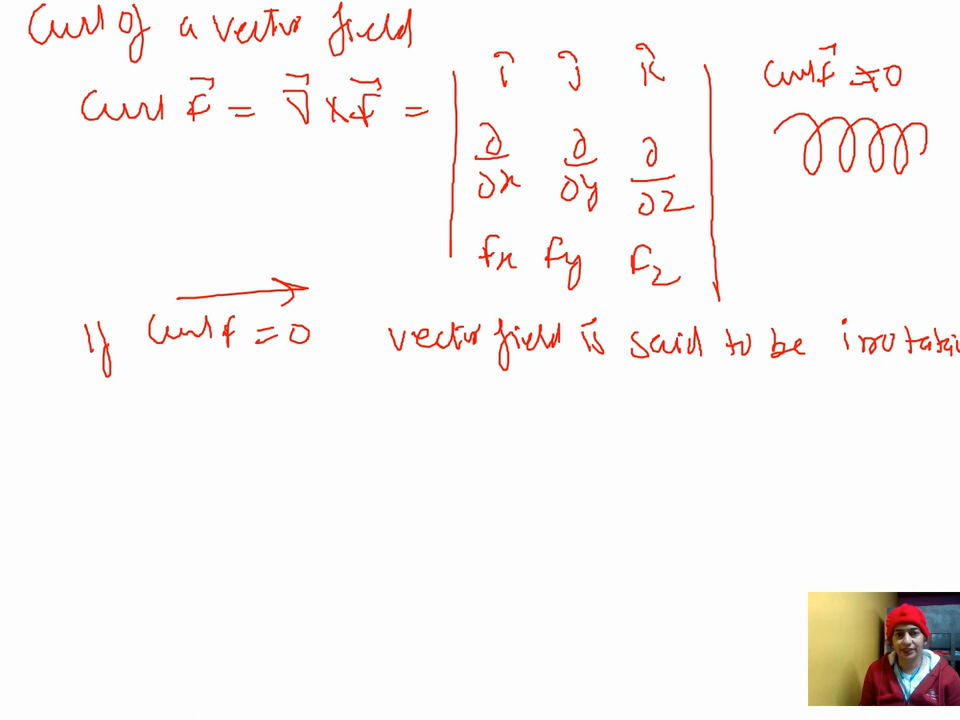 Curl of a vector field
Curl F⃗ = ∇⃗ × F⃗ = | î ĵ k̂ |
∂/∂x ∂/∂y ∂/∂z
Fx Fy Fz
Curl F⃗ ≠ 0
If Curl F = 0 vector field is said to be irrotatio